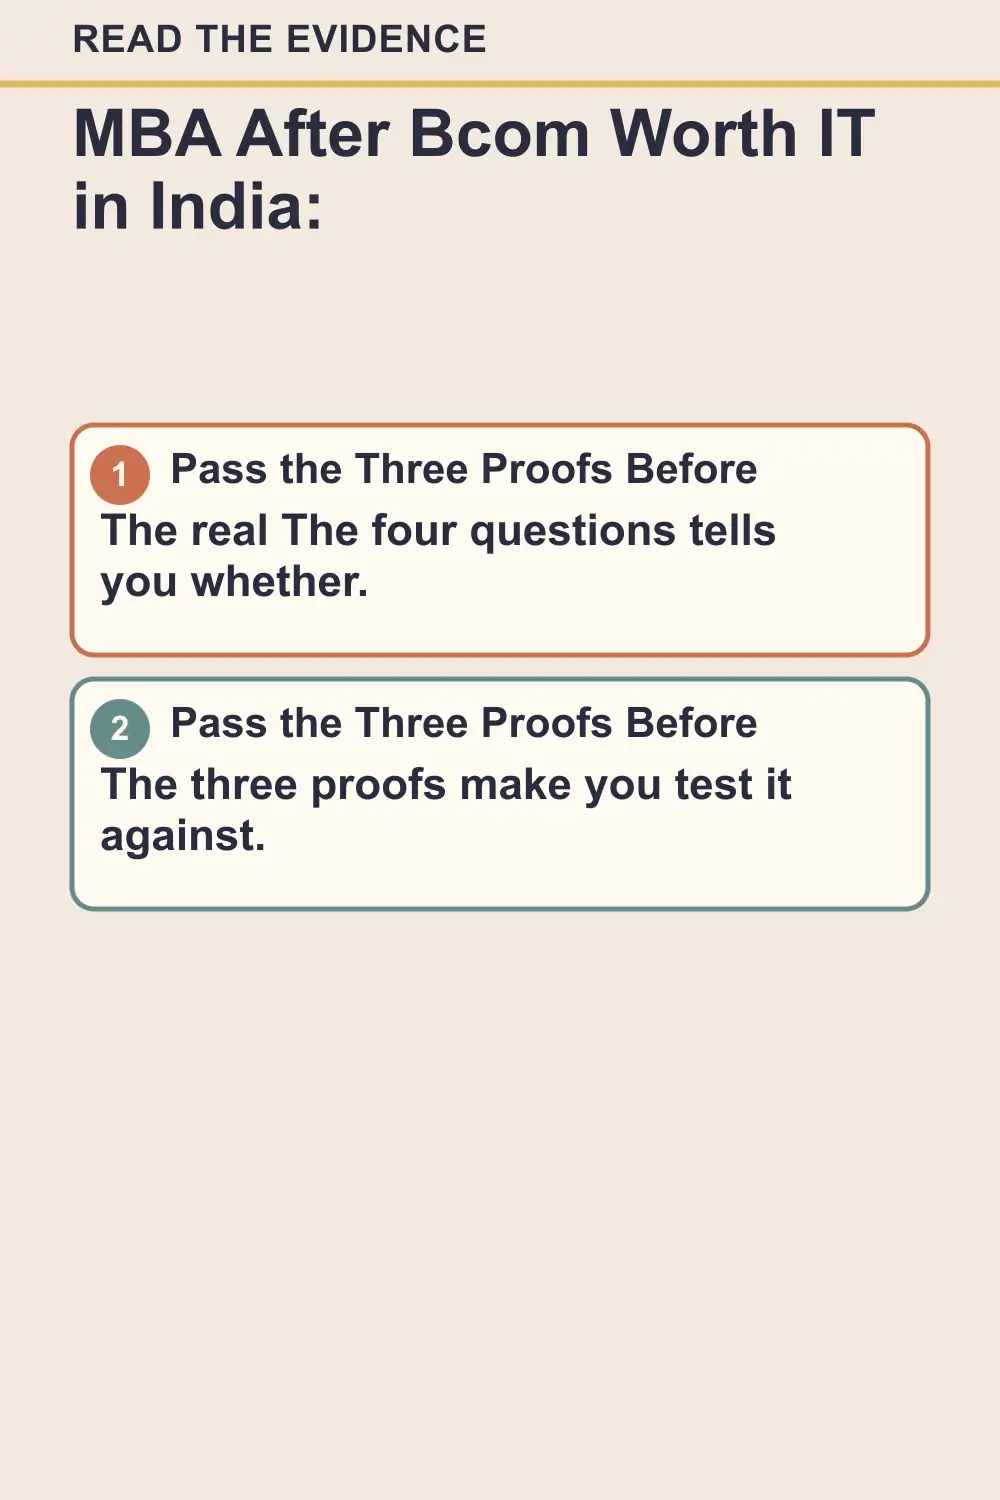 READ THE EVIDENCE
MBA After Bcom Worth IT
in India:
1 Pass the Three Proofs Before
The real The four questions tells
you whether.
2 Pass the Three Proofs Before
The three proofs make you test it
against.